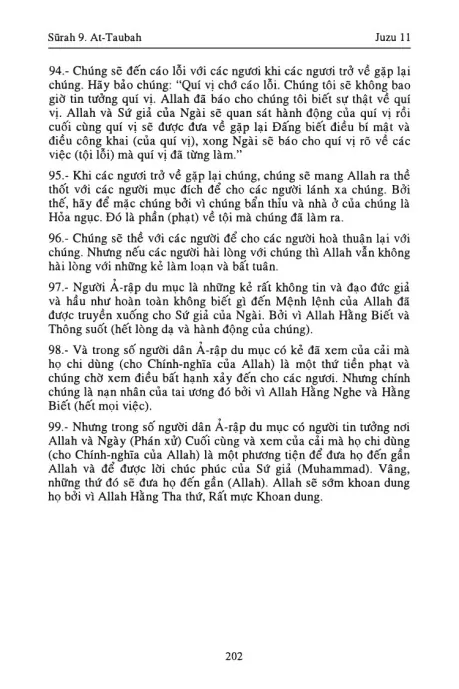 Sūrah 9. At-Taubah
Juzu 11
94.- Chúng sẽ đến cáo lỗi với các ngươi khi các ngươi trở về gặp lại
chúng. Hãy bảo chúng: “Quí vị chớ cáo lỗi. Chúng tôi sẽ không bao
giờ tin tưởng quí vị. Allah đã báo cho chúng tôi biết sự thật về quí
vị. Allah và Sứ giả của Ngài sẽ quan sát hành động của quí vị rồi
cuối cùng quí vị sẽ được đưa về gặp lại Đấng biết điều bí mật và
điều công khai (của quí vị), xong Ngài sẽ báo cho quí vị rõ về các
việc (tội lỗi) mà quí vị đã từng làm.”
95.- Khi các ngươi trở về gặp lại chúng, chúng sẽ mang Allah ra thề
thốt với các ngươi mục đích để cho các ngươi lánh xa chúng. Bởi
thế, hãy để mặc chúng bởi vì chúng bẩn thỉu và nhà ở của chúng là
Hỏa ngục. Đó là phần (phạt) về tội mà chúng đã làm ra.
96.- Chúng sẽ thề với các ngươi để cho các ngươi hoà thuận lại với
chúng. Nhưng nếu các ngươi hài lòng với chúng thì Allah vẫn không
hài lòng với những kẻ làm loạn và bất tuân.
97.- Người Ả-rập du mục là những kẻ rất không tin và đạo đức giả
và hầu như hoàn toàn không biết gì đến Mệnh lệnh của Allah đã
được truyền xuống cho Sứ giả của Ngài. Bởi vì Allah Hằng Biết và
Thông suốt (hết lòng dạ và hành động của chúng).
98.- Và trong số người dân Ả-rập du mục có kẻ đã xem của cải mà
họ chi dùng (cho Chính-nghĩa của Allah) là một thứ tiền phạt và
chúng chờ xem điều bất hạnh xảy đến cho các ngươi. Nhưng chính
chúng là nạn nhân của tai ương đó bởi vì Allah Hằng Nghe và Hằng
Biết (hết mọi việc).
99.- Nhưng trong số người dân Ả-rập du mục có người tin tưởng nơi
Allah và Ngày (Phán xử) Cuối cùng và xem của cải mà họ chi dùng
(cho Chính-nghĩa của Allah) là một phương tiện để đưa họ đến gần
Allah và để được lời chúc phúc của Sứ giả (Muhammad). Vâng,
những thứ đó sẽ đưa họ đến gần (Allah). Allah sẽ sớm khoan dung
họ bởi vì Allah Hằng Tha thứ, Rất mực Khoan dung.
202